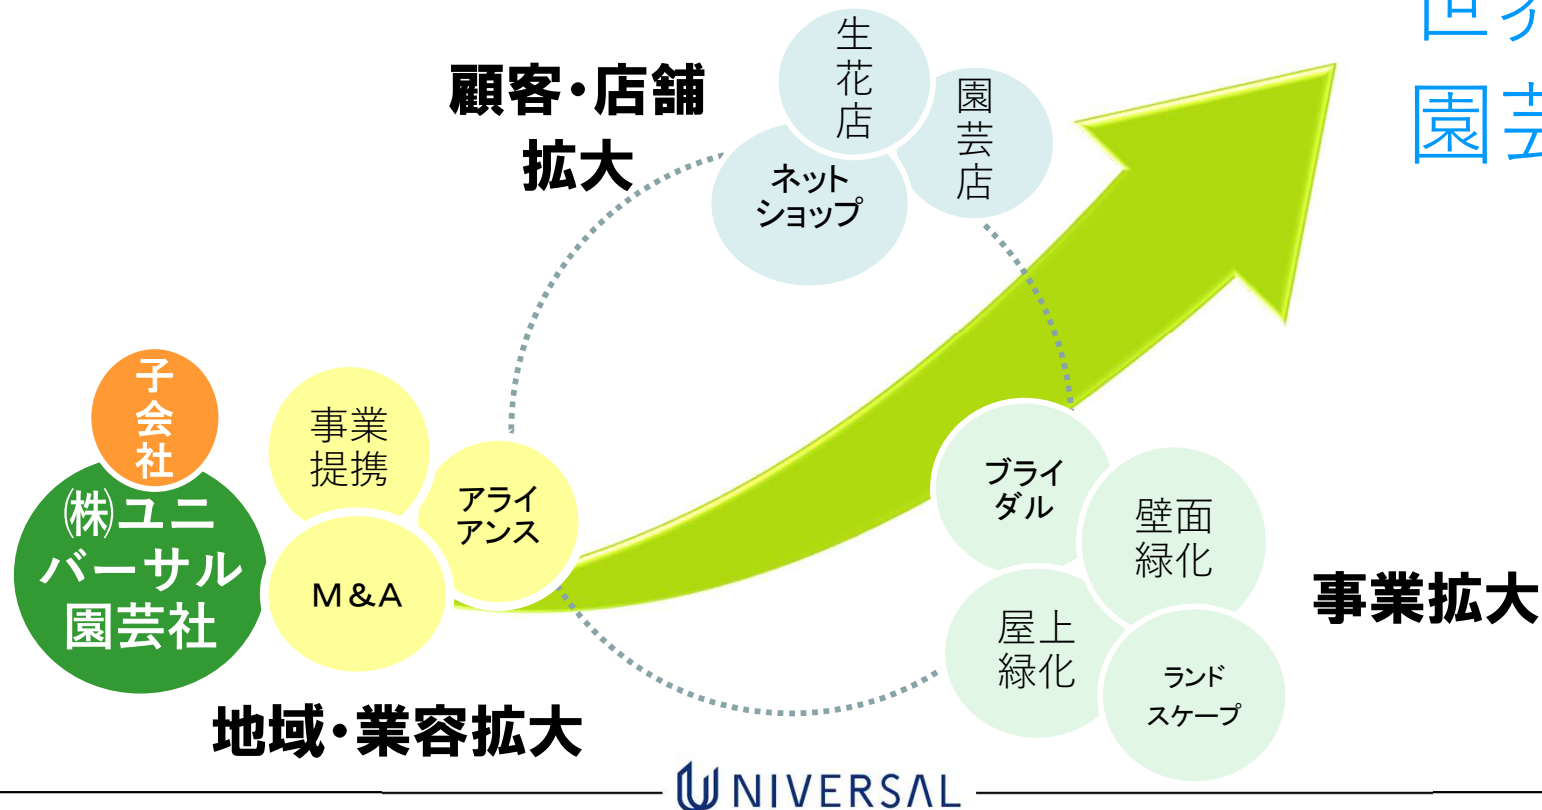 顧客・店舗
拡大
生
花
店
園
芸
店
ネット
ショップ
園
子
会
社
㈱ユニ
バーサル
園芸社
事業
提携
アライ
アンス
M&A
地域・業容拡大
ブライ
ダル
壁面
緑化
屋上
緑化
ランド
スケープ
事業拡大
UNIVERSAL